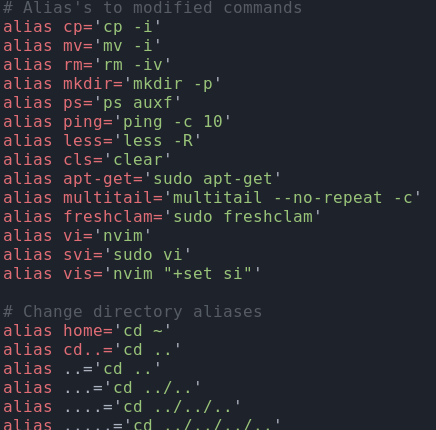 # Alias's to modified commands
alias cp='cp -i'
alias mv='mv -i'
alias rm='rm -iv'
alias mkdir='mkdir -p'
alias ps='ps auxf'
alias ping='ping -c 10'
alias less='less -R'
alias cls='clear'
alias apt-get='sudo apt-get'
alias multitail='multitail --no-repeat -c'
alias freshclam='sudo freshclam'
alias vi='nvim'
alias svi='sudo vi'
alias vis='nvim "+set si"'

# Change directory aliases
alias home='cd ~'
alias cd..='cd ..'
alias ..='cd ..'
alias ...='cd ../..'
alias ....='cd ../../..'
alias .....='cd ../../../..'